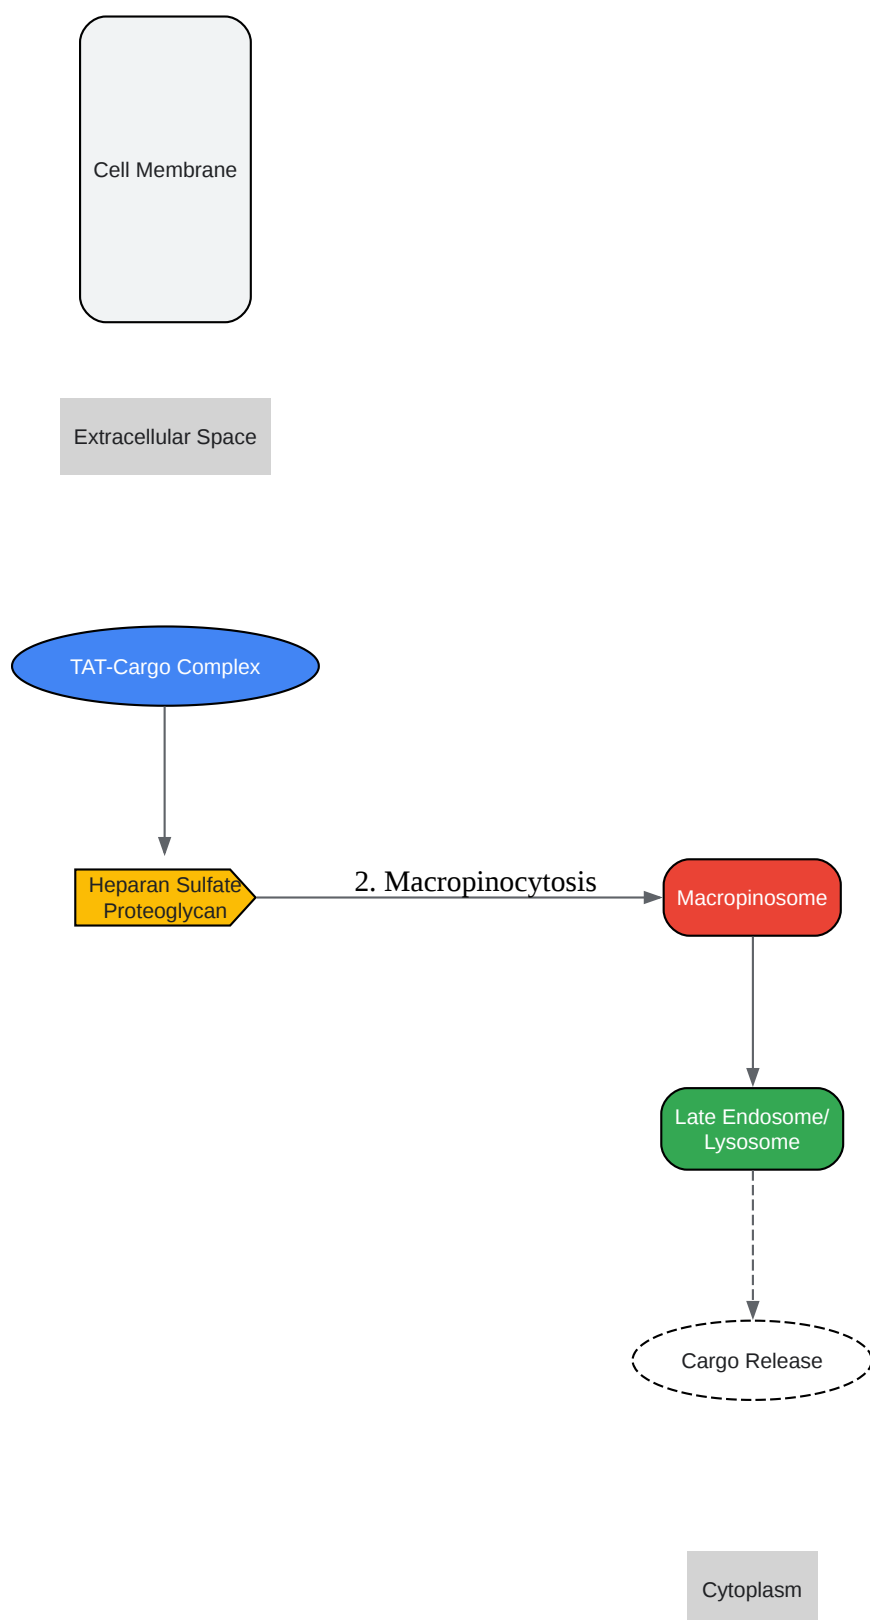 Cell Membrane
Extracellular Space
TAT-Cargo Complex
Heparan Sulfate
Proteoglycan
2. Macropinocytosis
Macropinosome
Late Endosome/
Lysosome
Cargo Release
Cytoplasm